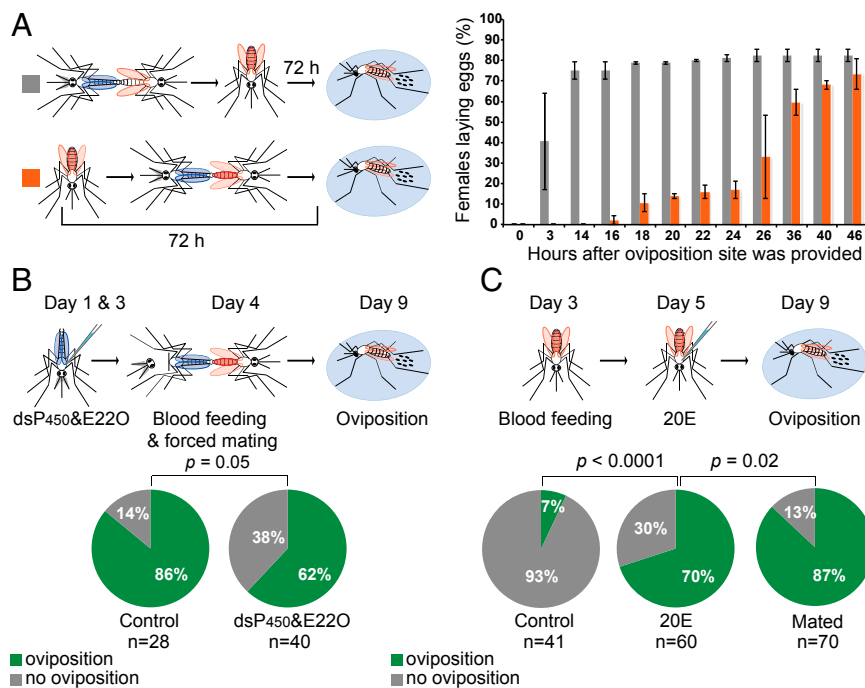 A
72 h
72 h
Females laying eggs (%)
100
90
80
70
60
50
40
30
20
10
0
0 3 14 16 18 20 22 24 26 36 40 46
Hours after oviposition site was provided
B
Day 1 & 3 Day 4 Day 9
dsP450&E22O Blood feeding & forced mating Oviposition
p = 0.05
14%
86%
38%
62%
Control
n=28
dsP450&E22O
n=40
oviposition
no oviposition
C
Day 3 Day 5 Day 9
Blood feeding 20E Oviposition
p < 0.0001 p = 0.02
7%
93%
30%
70%
13%
87%
Control
n=41
20E
n=60
Mated
n=70
oviposition
no oviposition